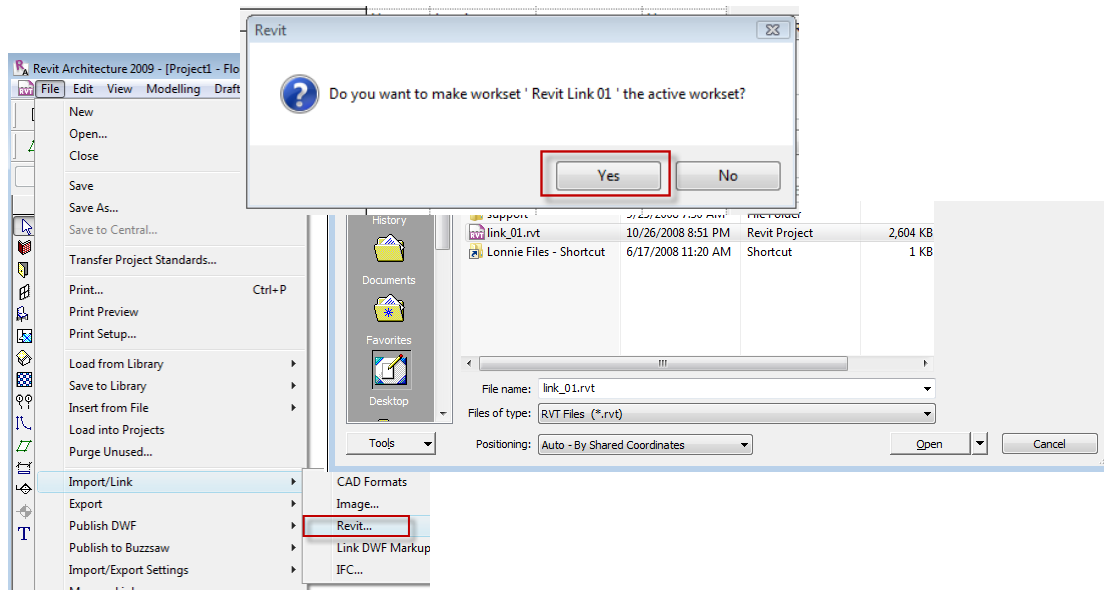 Revit
Do you want to make workset ' Revit Link 01 ' the active workset?
Yes No
Revit Architecture 2009 - [Project1 - Flo
File Edit View Modelling Draft
New
Open...
Close
Save
Save As...
Save to Central...
Transfer Project Standards...
Print... Ctrl+P
Print Preview
Print Setup...
Load from Library
Save to Library
Insert from File
Load into Projects
Purge Unused...
Import/Link
Export
Publish DWF
Publish to Buzzsaw
Import/Export Settings
CAD Formats
Image...
Revit...
Link DWF Markup
IFC...
History
Documents
Favorites
Desktop
Tools
support File Folder
link_01.rvt 10/26/2008 8:51 PM Revit Project 2,604 KB
Lonnie Files - Shortcut 6/17/2008 11:20 AM Shortcut 1 KB
File name: link_01.rvt
Files of type: RVT Files (*.rvt)
Positioning: Auto - By Shared Coordinates
Open Cancel